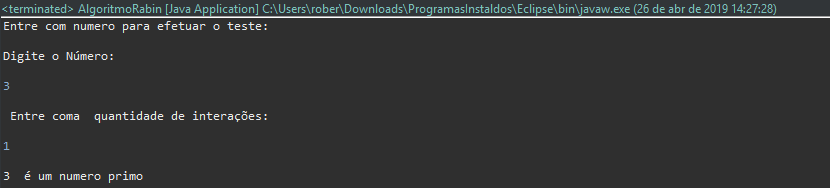 <terminated> AlgoritmoRabin [Java Application] C:\Users\rober\Downloads\ProgramasInstaldos\Eclipse\bin\javaw.exe (26 de abr de 2019 14:27:28)
Entre com numero para efetuar o teste:
Digite o Número:
3
Entre coma  quantidade de interações:
1
3  é um numero primo